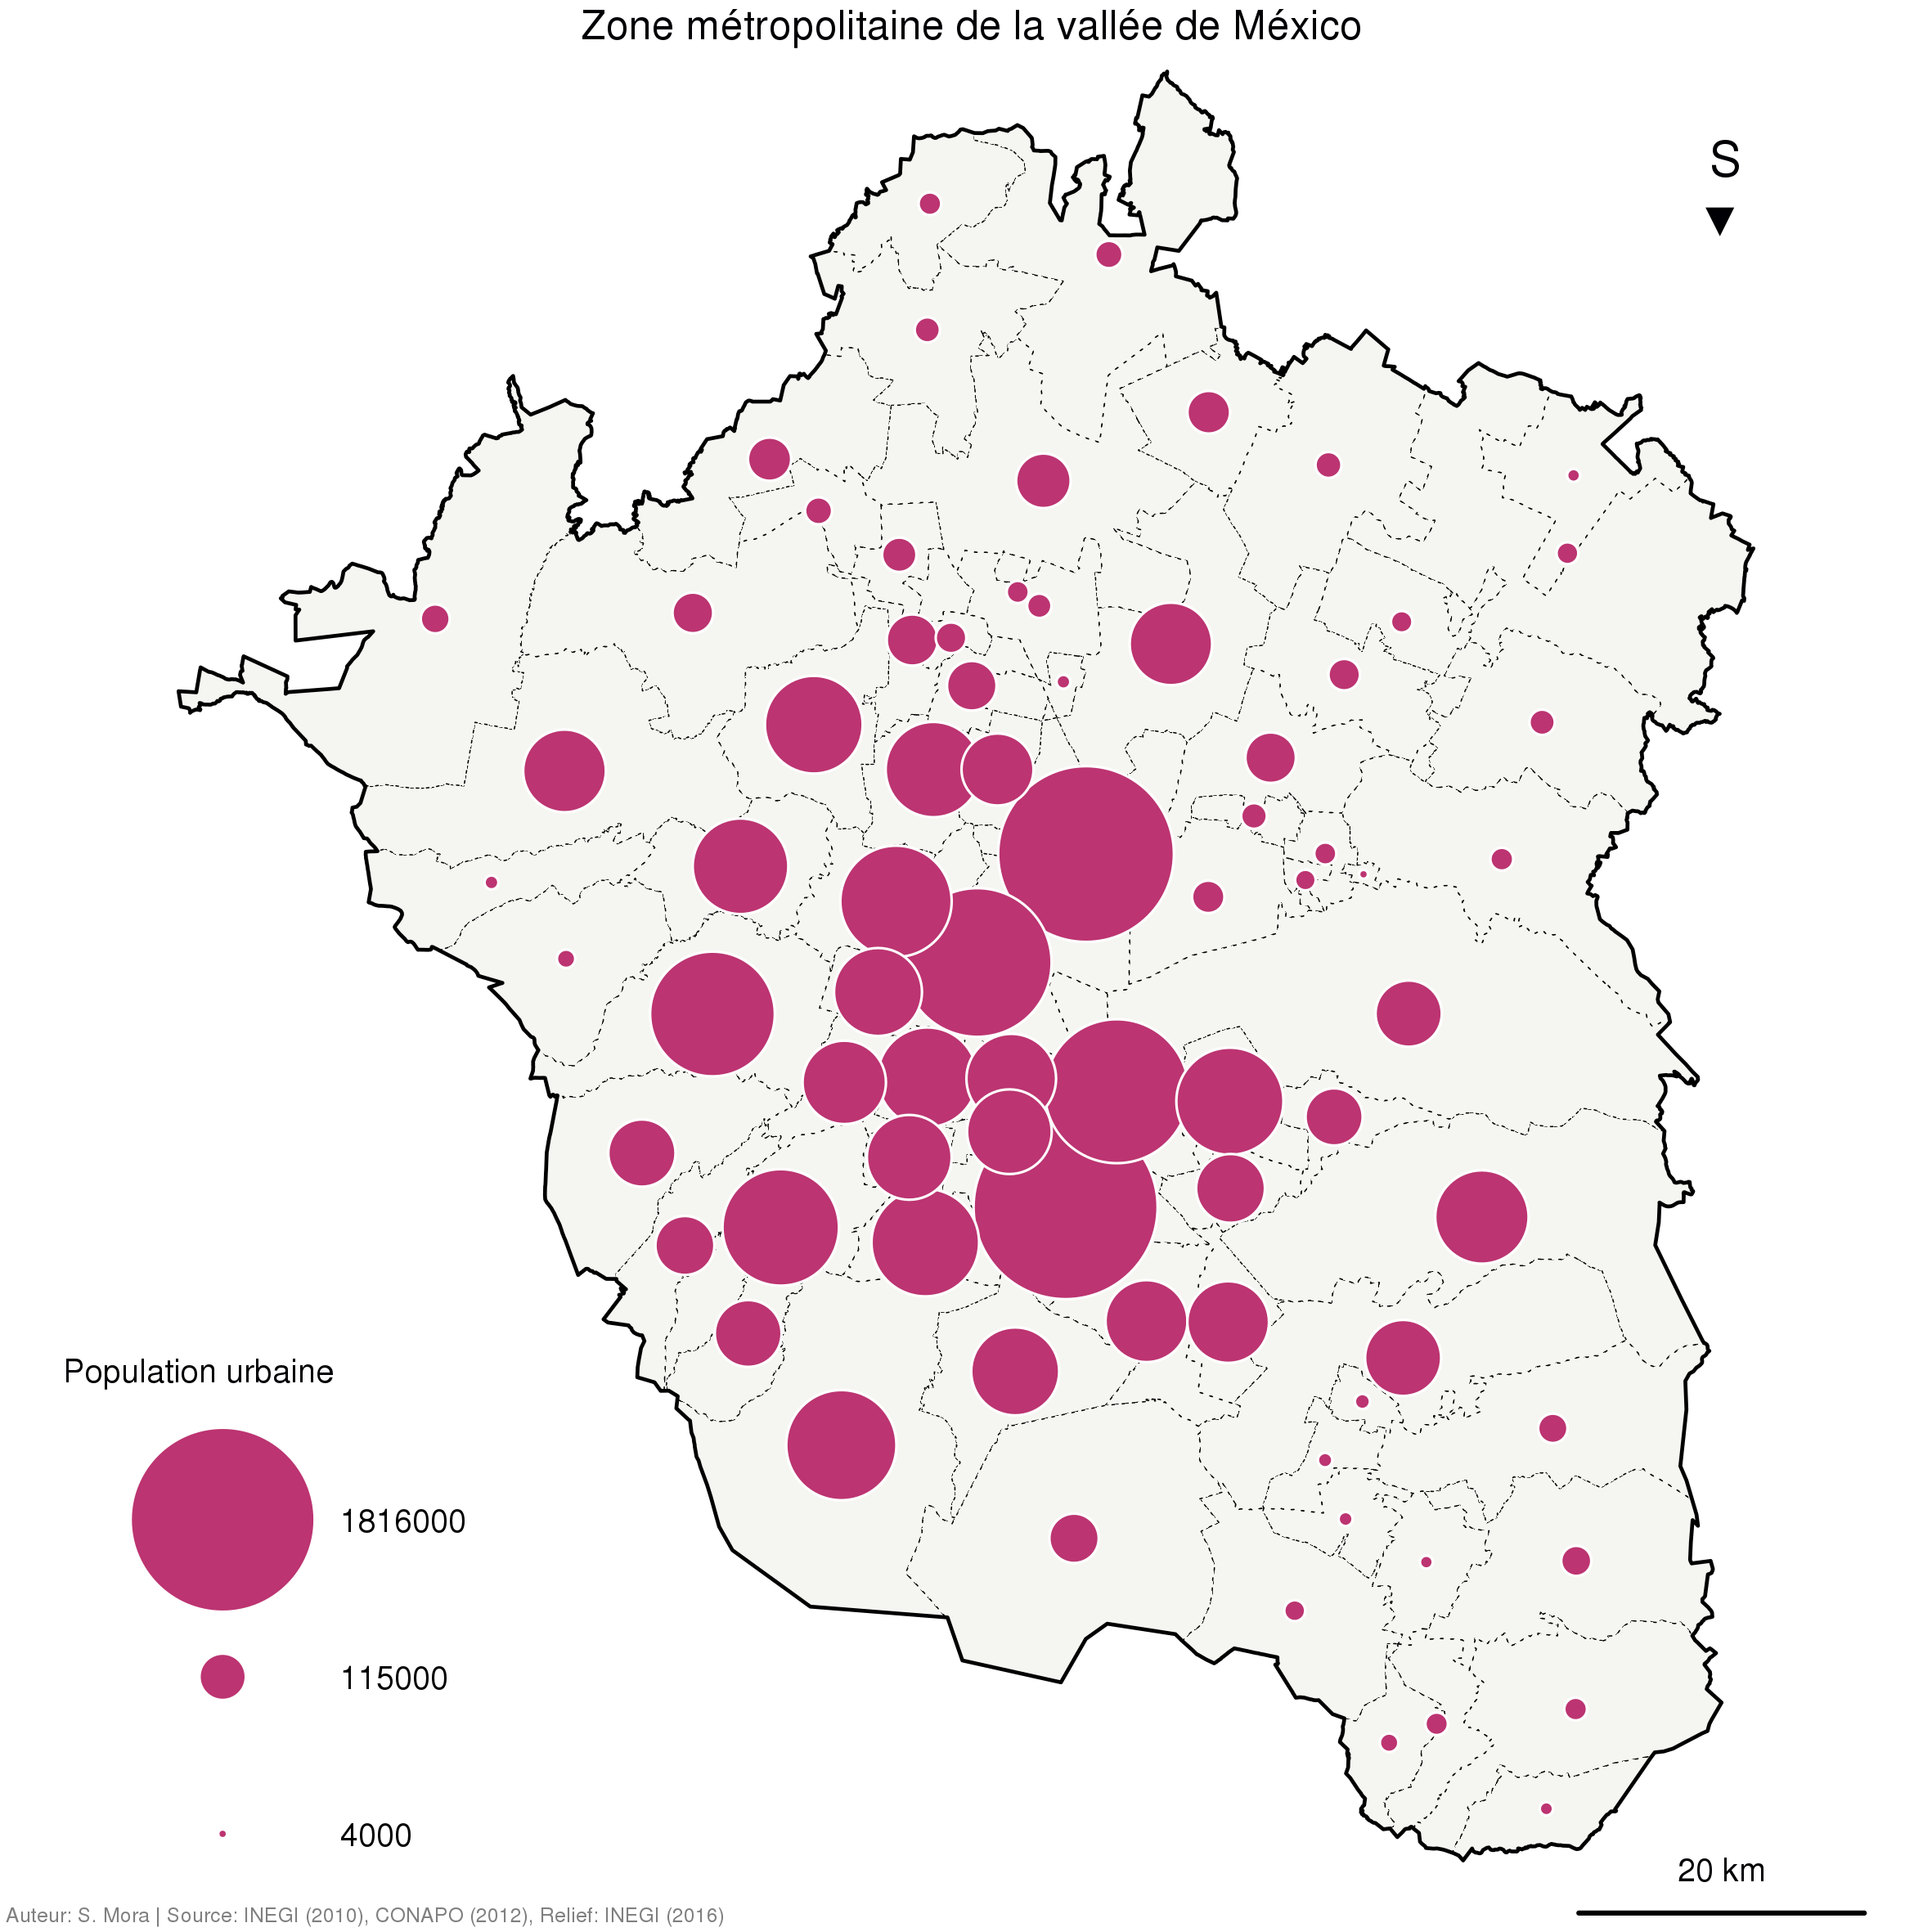 Zone métropolitaine de la vallée de México
S
Population urbaine
1816000
115000
4000
20 km
Auteur: S. Mora | Source: INEGI (2010), CONAPO (2012), Relief: INEGI (2016)